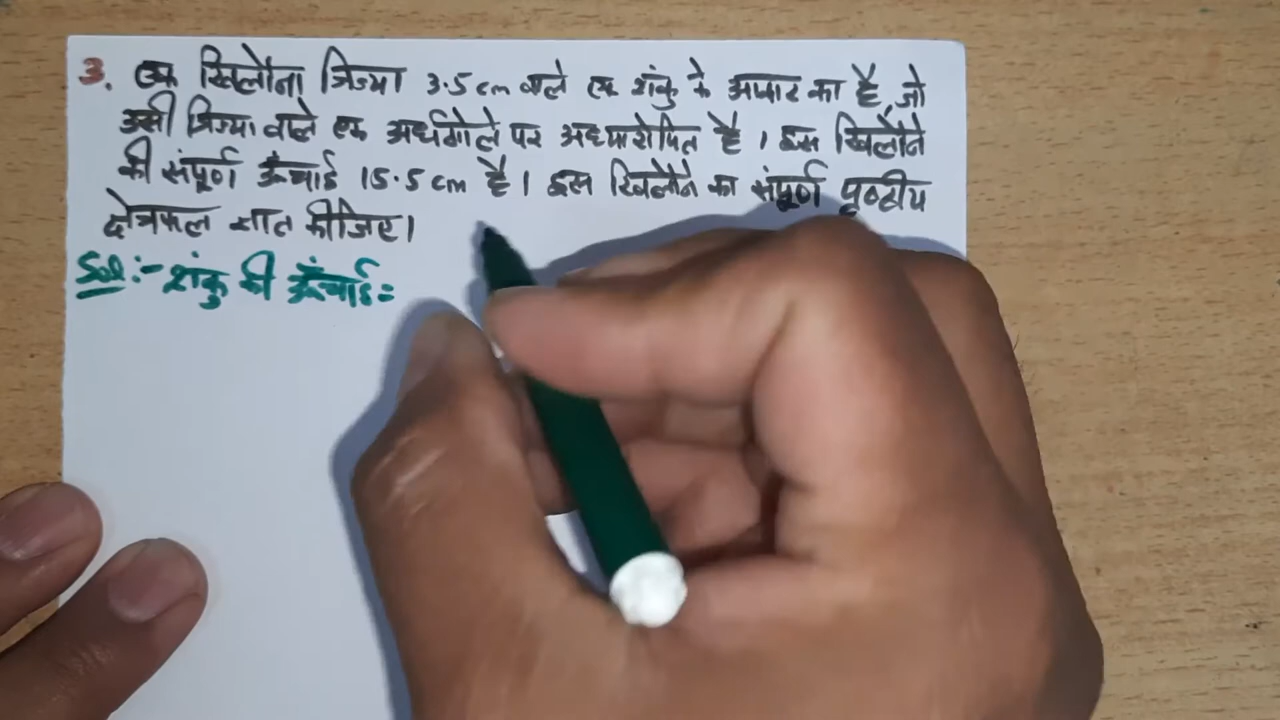 3. एक खिलौना त्रिज्या 3.5 cm वाले एक शंकु के आकार का है, जो
उसी त्रिज्या वाले एक अर्धगोले पर अध्यारोपित है । इस खिलौने
की संपूर्ण ऊँचाई 15.5 cm है। इस खिलौने का संपूर्ण पृष्ठीय
क्षेत्रफल ज्ञात कीजिए।
Sol:- शंकु की ऊँचाई =